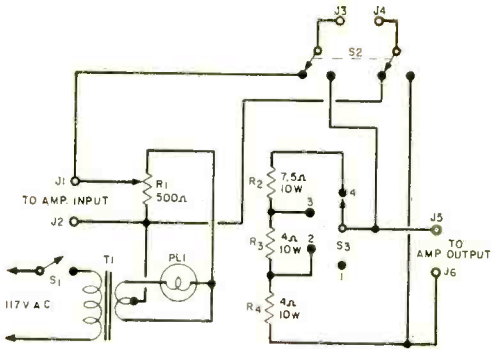 J3
J4
S2
J1
TO AMP. INPUT
J2
R1
500Ω
R2
7.5Ω
10W
4
3
S3
2
1
R3
4Ω
10W
R4
4Ω
10W
J5
TO
AMP OUTPUT
J6
S1
T1
PL1
117 V A C